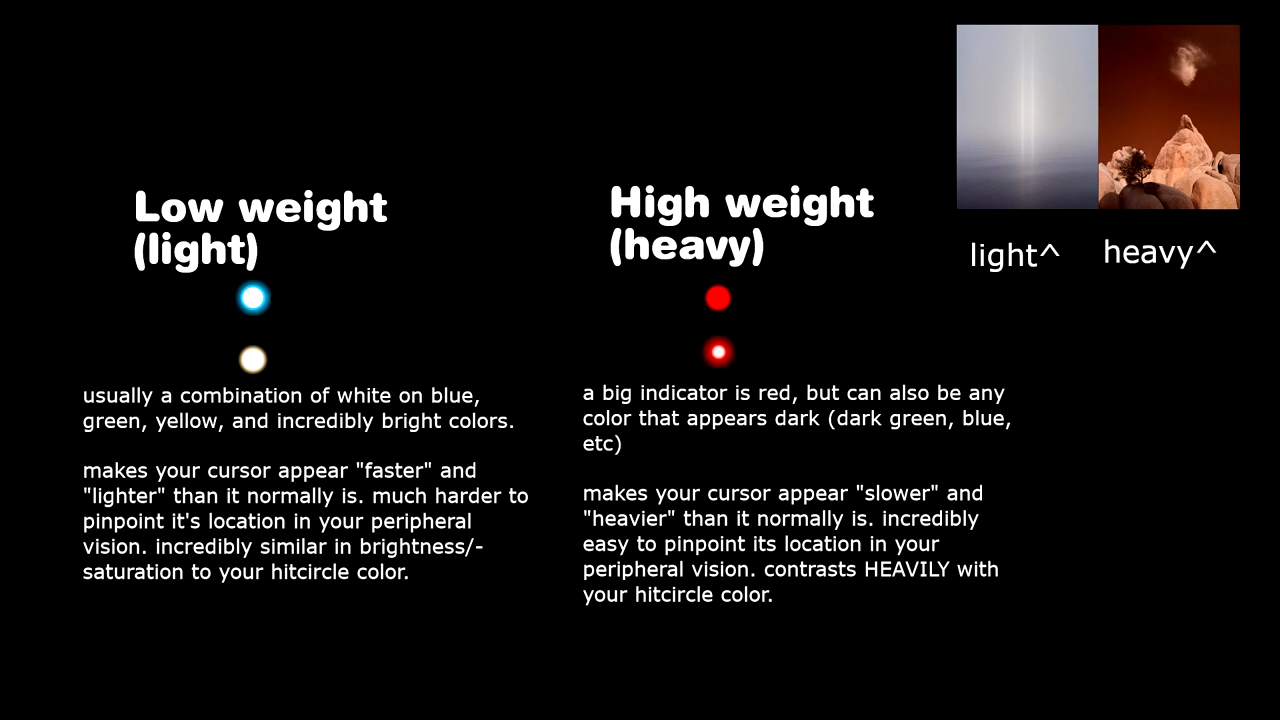 Low weight
(light)
usually a combination of white on blue,
green, yellow, and incredibly bright colors.
makes your cursor appear "faster" and
"lighter" than it normally is. much harder to
pinpoint it's location in your peripheral
vision. incredibly similar in brightness/-
saturation to your hitcircle color.
High weight
(heavy)
a big indicator is red, but can also be any
color that appears dark (dark green, blue,
etc)
makes your cursor appear "slower" and
"heavier" than it normally is. incredibly
easy to pinpoint its location in your
peripheral vision. contrasts HEAVILY with
your hitcircle color.
light^
heavy^